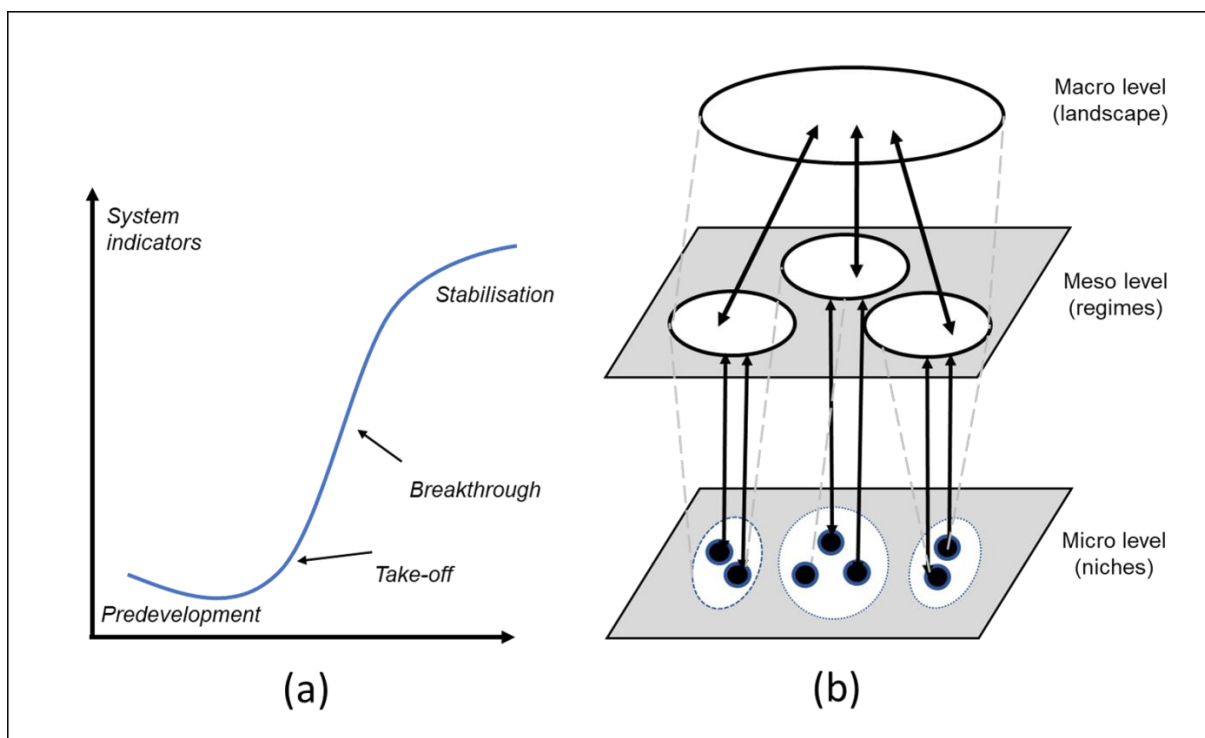 System
indicators
Stabilisation
Breakthrough
Take-off
Predevelopment
(a)
Macro level
(landscape)
Meso level
(regimes)
Micro level
(niches)
(b)